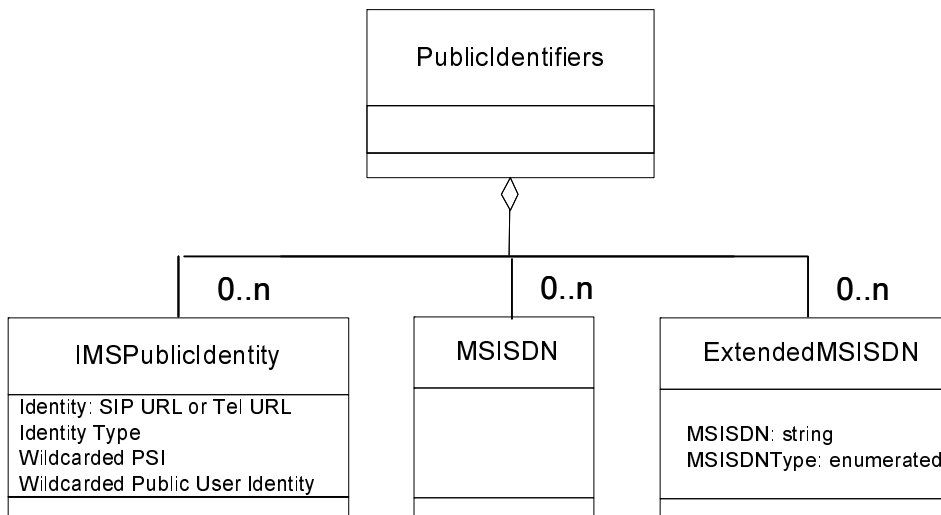 PublicIdentifiers
0..n
0..n
0..n
IMSPublicIdentity
MSISDN
ExtendedMSISDN
Identity: SIP URL or Tel URL
Identity Type
Wildcarded PSI
Wildcarded Public User Identity
MSISDN: string
MSISDNType: enumerated